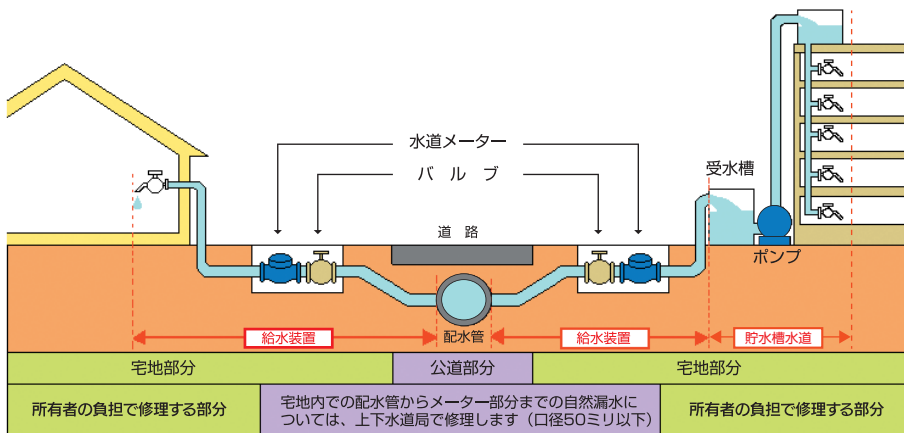 水道メーター
バルブ
受水槽
道路
ポンプ
給水装置
配水管
給水装置
貯水槽水道
宅地部分
公道部分
宅地部分
所有者の負担で修理する部分
宅地内での配水管からメーター部分までの自然漏水に
ついては、上下水道局で修理します（口径50ミリ以下）
所有者の負担で修理する部分